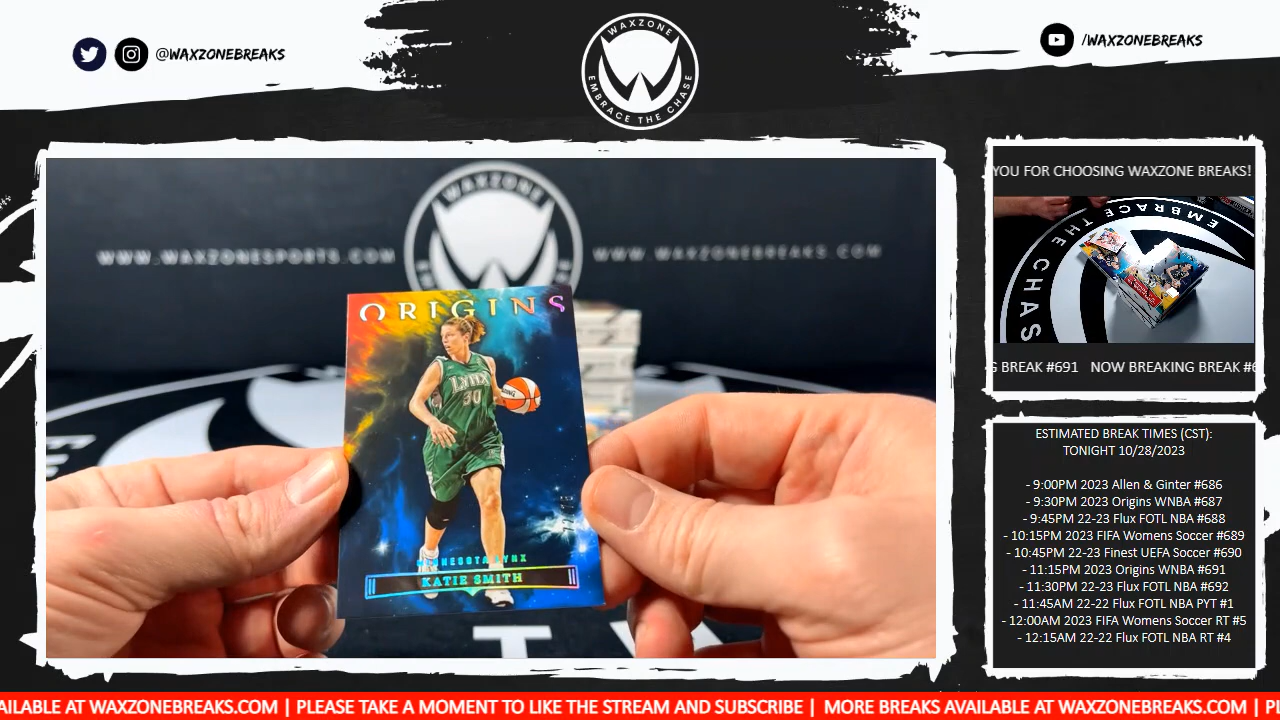 @WAXZONEBREAKS
WAXZONE
EMBRACE THE CHASE
/WAXZONEBREAKS
WAXZONE
WWW.WAXZONESPORTS.COM
WWW.WAXZONEBREAKS.COM
ORIGINS
LYNX
30
MINNESOTA LYNX
KATIE SMITH
YOU FOR CHOOSING WAXZONE BREAKS!
EMBRACE THE CHAS
G BREAK #691 NOW BREAKING BREAK #6
ESTIMATED BREAK TIMES (CST):
TONIGHT 10/28/2023
- 9:00PM 2023 Allen & Ginter #686
- 9:30PM 2023 Origins WNBA #687
- 9:45PM 22-23 Flux FOTL NBA #688
- 10:15PM 2023 FIFA Womens Soccer #689
- 10:45PM 22-23 Finest UEFA Soccer #690
- 11:15PM 2023 Origins WNBA #691
- 11:30PM 22-23 Flux FOTL NBA #692
- 11:45AM 22-22 Flux FOTL NBA PYT #1
- 12:00AM 2023 FIFA Womens Soccer RT #5
- 12:15AM 22-22 Flux FOTL NBA RT #4
AILABLE AT WAXZONEBREAKS.COM | PLEASE TAKE A MOMENT TO LIKE THE STREAM AND SUBSCRIBE | MORE BREAKS AVAILABLE AT WAXZONEBREAKS.COM | PL